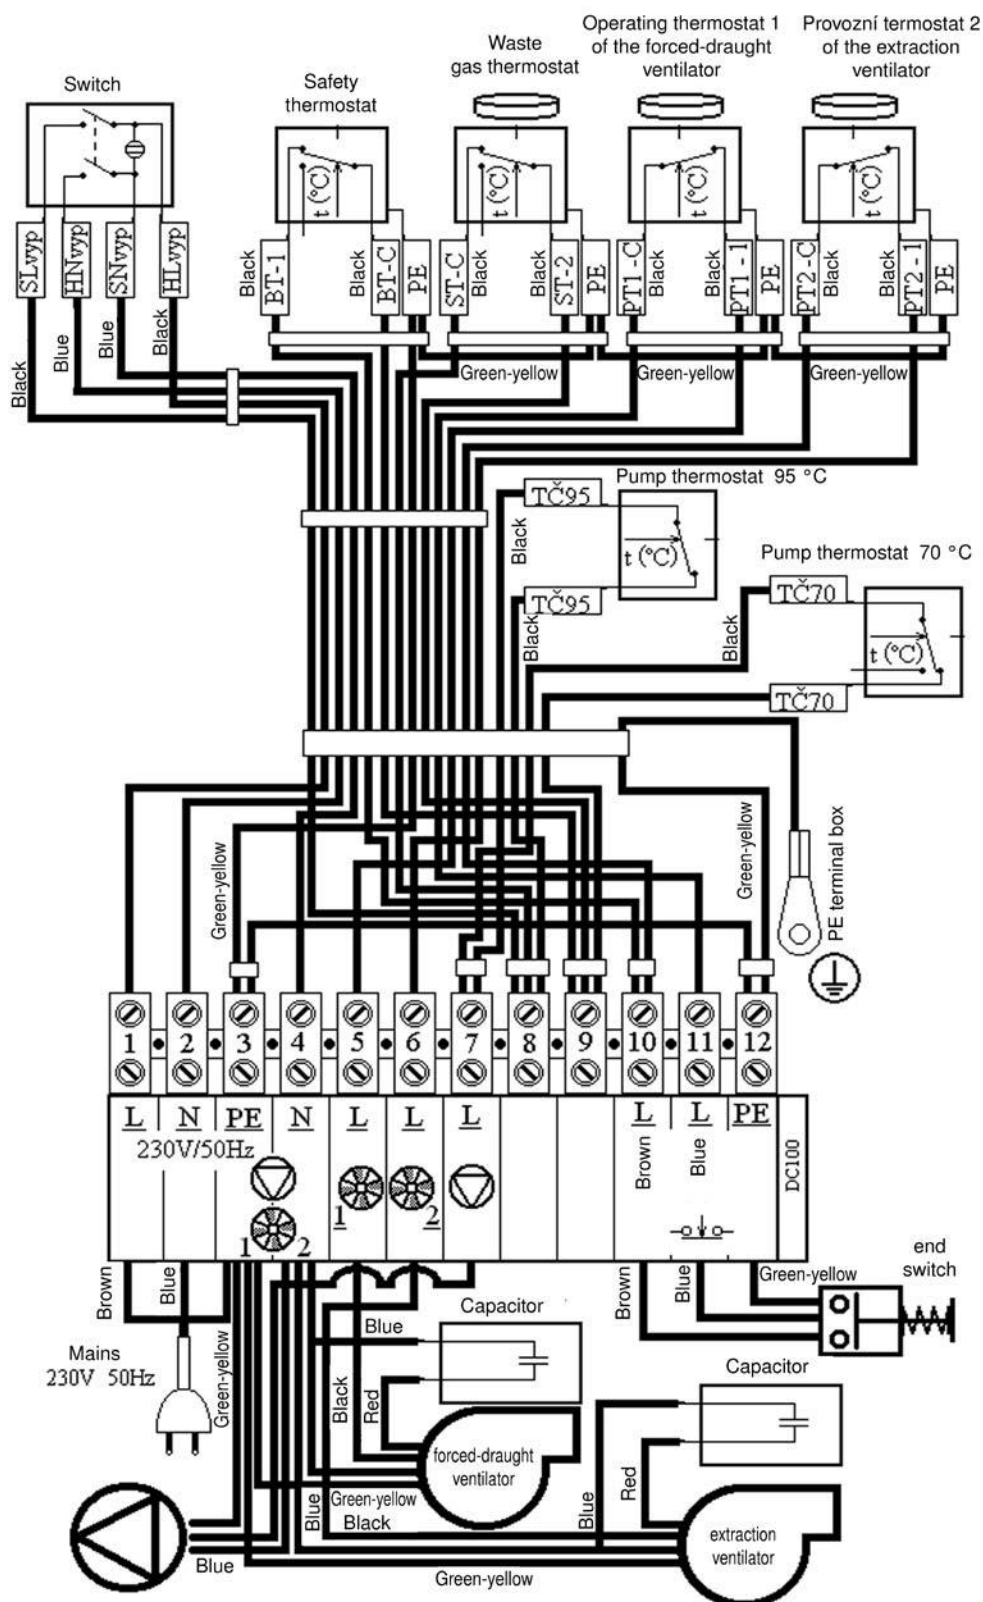 Operating thermostat 1
of the forced-draught
ventilator
Provozní termostat 2
of the extraction
ventilator
Waste
gas thermostat
Safety
thermostat
Switch
t (°C)
t (°C)
t (°C)
t (°C)
SLvyp
HNvyp
SNvyp
HLvyp
Black
BT-1
Black
BT-C
PE
Black
ST-C
Black
Black
ST-2
PE
PT1-C
Black
Black
PT1-1
PE
PT2-C
Black
Black
PT2-1
PE
Black
Blue
Blue
Black
Green-yellow
Green-yellow
Green-yellow
Pump thermostat 95 °C
TČ95
Black
t (°C)
TČ95
Black
Pump thermostat 70 °C
TČ70
Black
t (°C)
TČ70
Green-yellow
Green-yellow
PE terminal box
1 2 3 4 5 6 7 8 9 10 11 12
L N PE N L L L L L PE
230V/50Hz
Brown
Blue
DC100
1
2
1 2
Brown
Blue
Brown
Blue
Green-yellow
end
switch
Mains
230V 50Hz
Green-yellow
Blue
Capacitor
Black
Red
Capacitor
forced-draught
ventilator
Green-yellow
Blue
Black
Blue
Red
Blue
extraction
ventilator
Green-yellow